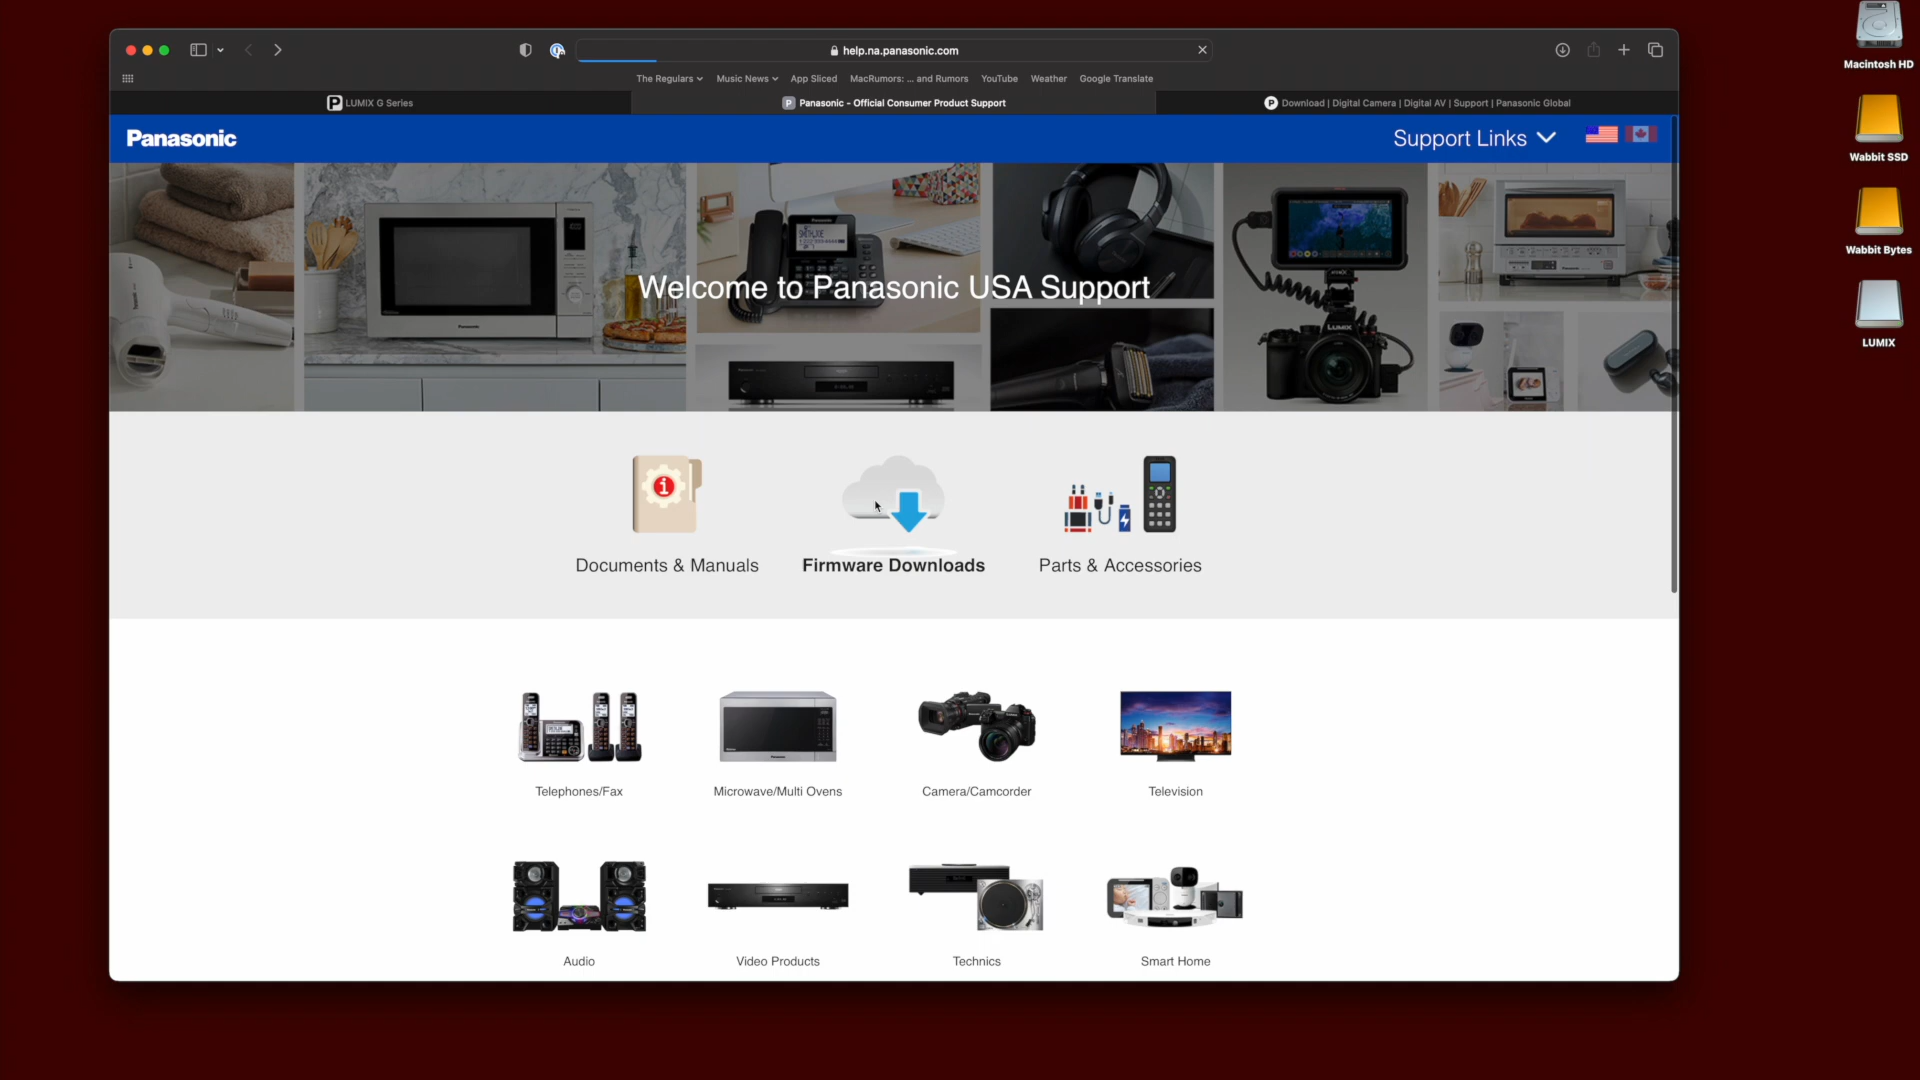 help.na.panasonic.com
The Regulars
Music News
App Sliced
MacRumors: ... and Rumors
YouTube
Weather
Google Translate
LUMIX G Series
Panasonic - Official Consumer Product Support
Download | Digital Camera | Digital AV | Support | Panasonic Global
Panasonic
Support Links
Welcome to Panasonic USA Support
LUMIX
Documents & Manuals
Firmware Downloads
Parts & Accessories
Telephones/Fax
Microwave/Multi Ovens
Camera/Camcorder
Television
Audio
Video Products
Technics
Smart Home
Macintosh HD
Wabbit SSD
Wabbit Bytes
LUMIX